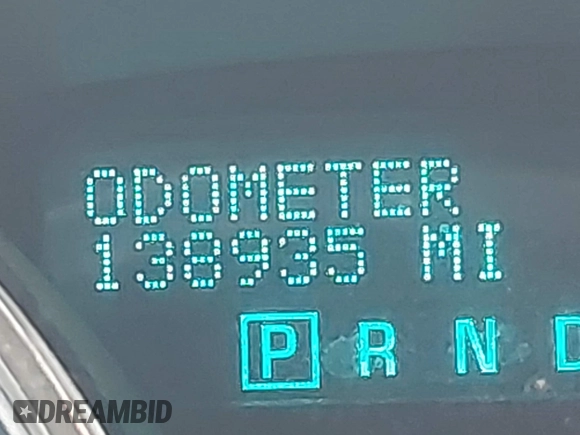 ODOMETER
138935 MI
P R N D
DREAMBID